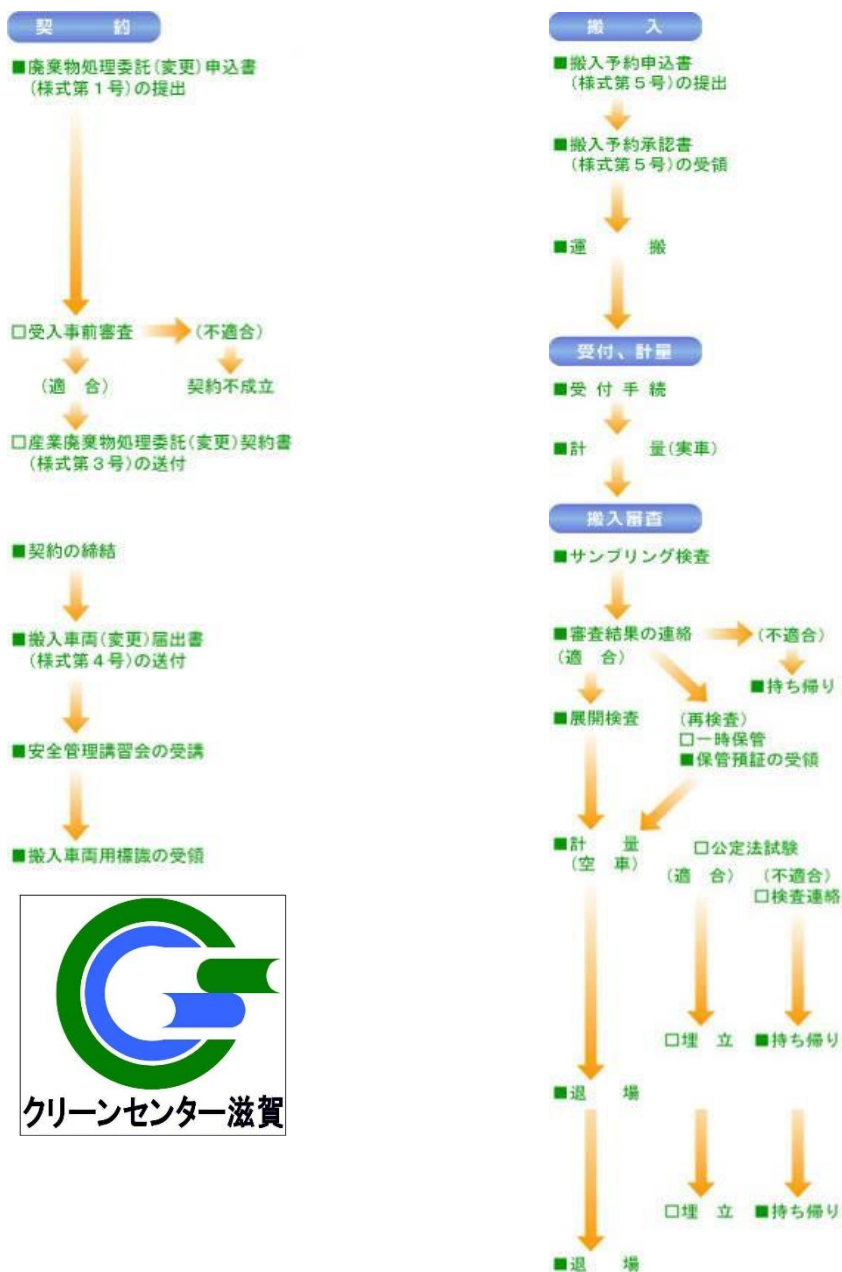 契　約
■廃棄物処理委託(変更)申込書
(様式第1号)の提出
□受入事前審査
(不適合)
(適　合)
契約不成立
□産業廃棄物処理委託(変更)契約書
(様式第3号)の送付
■契約の締結
■搬入車両(変更)届出書
(様式第4号)の送付
■安全管理講習会の受講
■搬入車両用標識の受領
クリーンセンター滋賀
搬　入
■搬入予約申込書
(様式第5号)の提出
■搬入予約承認書
(様式第5号)の受領
■運　搬
受付、計量
■受付手続
■計　量(実車)
搬入審査
■サンプリング検査
■審査結果の連絡
(不適合)
(適　合)
■持ち帰り
■展開検査
(再検査)
□一時保管
■保管預証の受領
■計　量
(空　車)
□公定法試験
(適　合)
(不適合)
□検査連絡
□埋　立
■持ち帰り
■退　場
□埋　立
■持ち帰り
■退　場